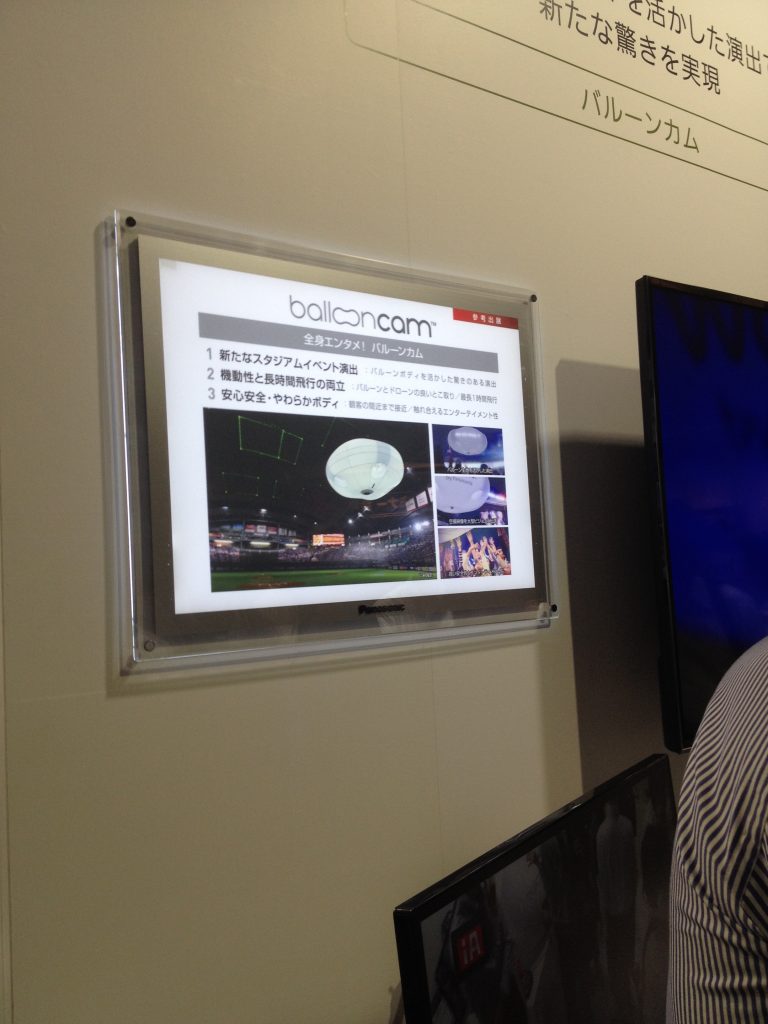 を活かした演出で
新たな驚きを実現
バルーンカム
ballooncam™
参考出展
全身エンタメ! バルーンカム
1 新たなスタジアムイベント演出 : バルーンボディを活かした驚きのある演出
2 機動性と長時間飛行の両立 : バルーンとドローンの良いとこ取り/最長1時間飛行
3 安心安全・やわらかボディ : 観客の間近まで接近/触れ合えるエンターテイメント性
Panasonic
iA